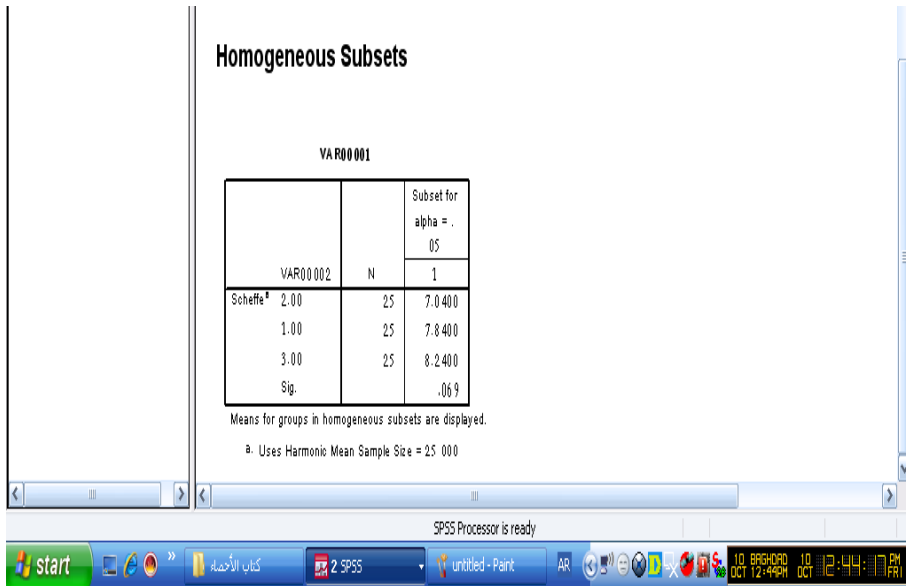 Homogeneous Subsets
VAR00001
Subset for
alpha = .
05
VAR00002 N 1
Scheffe a 2.00 25 7.0400
1.00 25 7.8400
3.00 25 8.2400
Sig. .069
Means for groups in homogeneous subsets are displayed.
a. Uses Harmonic Mean Sample Size = 25 000
SPSS Processor is ready
start » كتاب الأحصاء 2 SPSS untitled - Paint AR
10 BAGHDAD 10 12:44: PM
OCT 12:44PM OCT FRI